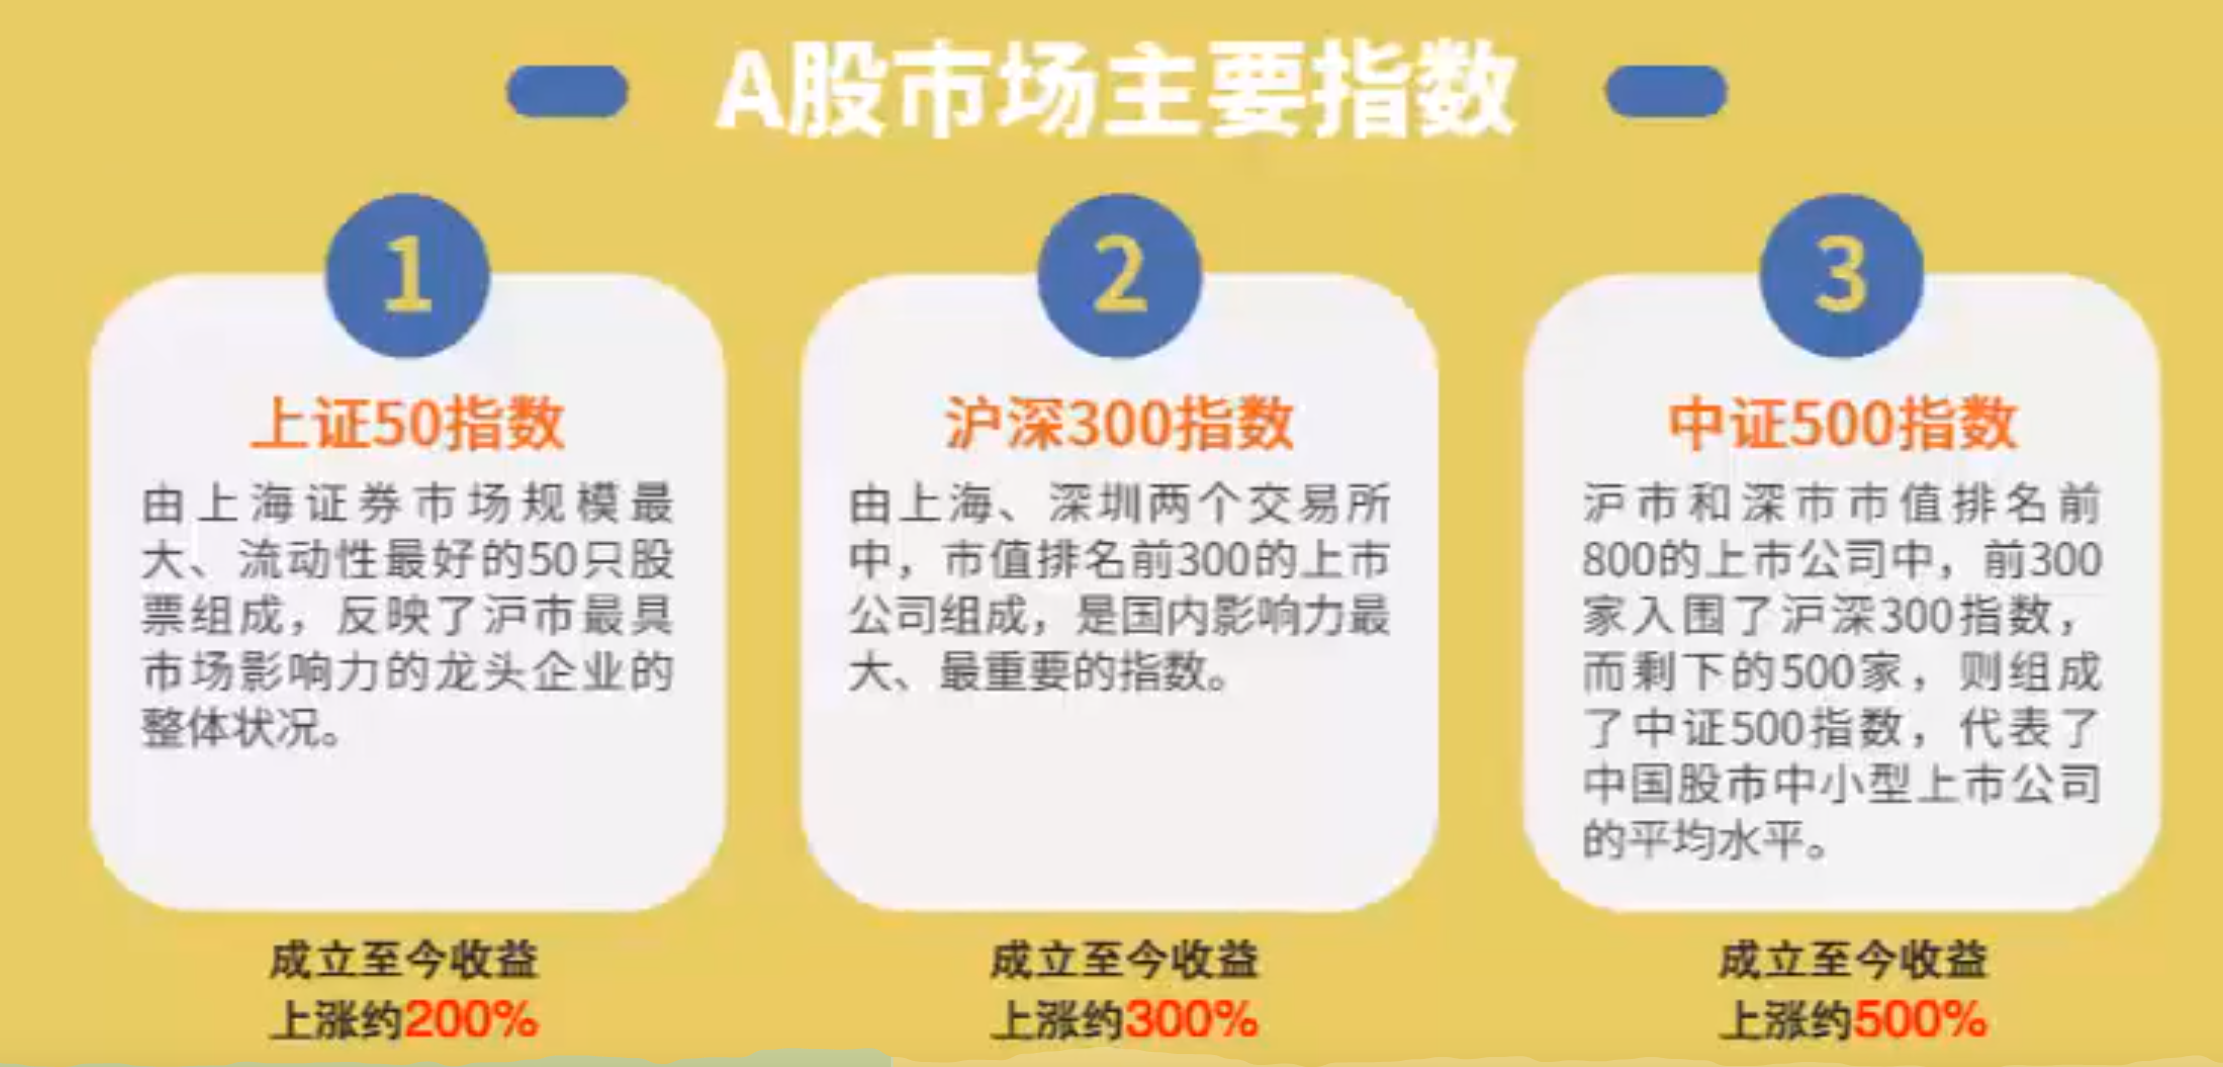 A股市场主要指数
1
上证50指数
由上海证券市场规模最
大、流动性最好的50只股
票组成，反映了沪市最具
市场影响力的龙头企业的
整体状况。
成立至今收益
上涨约200%
2
沪深300指数
由上海、深圳两个交易所
中，市值排名前300的上市
公司组成，是国内影响力最
大、最重要的指数。
成立至今收益
上涨约300%
3
中证500指数
沪市和深市市值排名前
800的上市公司中，前300
家入围了沪深300指数，
而剩下的500家，则组成
了中证500指数，代表了
中国股市中小型上市公司
的平均水平。
成立至今收益
上涨约500%